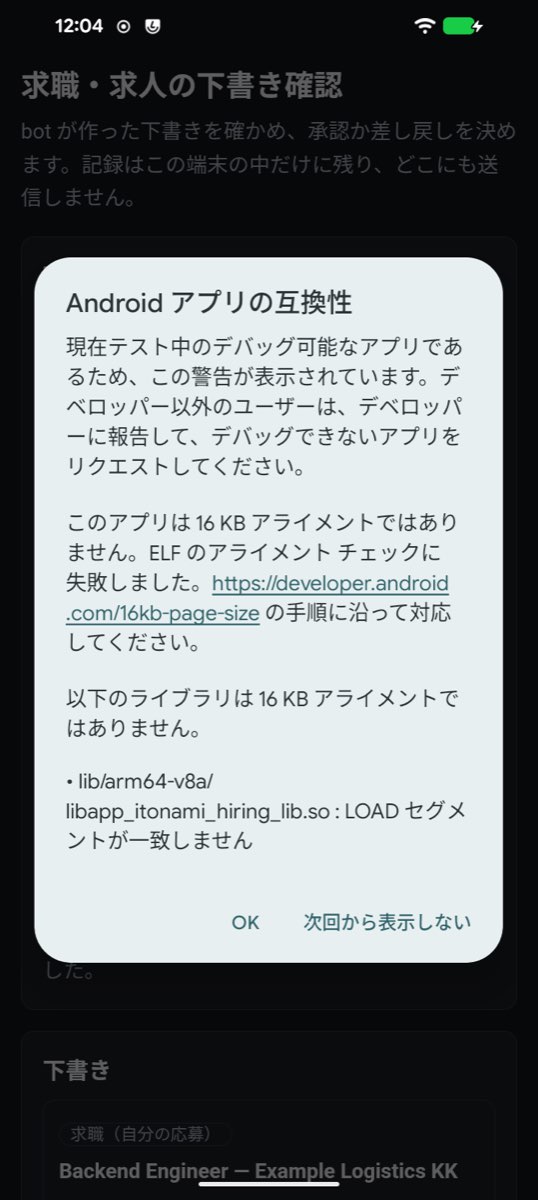 12:04
求職・求人の下書き確認
bot が作った下書きを確かめ、承認か差し戻しを決め
ます。記録はこの端末の中だけに残り、どこにも送
信しません。
Android アプリの互換性
現在テスト中のデバッグ可能なアプリであ
るため、この警告が表示されています。デ
ベロッパー以外のユーザーは、デベロッパ
ーに報告して、デバッグできないアプリを
リクエストしてください。
このアプリは 16 KB アライメントではあり
ません。ELF のアライメント チェックに
失敗しました。https://developer.android
.com/16kb-page-size の手順に沿って対応
してください。
以下のライブラリは 16 KB アライメントで
はありません。
• lib/arm64-v8a/
libapp_itonami_hiring_lib.so : LOAD セグメ
ントが一致しません
OK 次回から表示しない
した。
下書き
求職（自分の応募）
Backend Engineer — Example Logistics KK